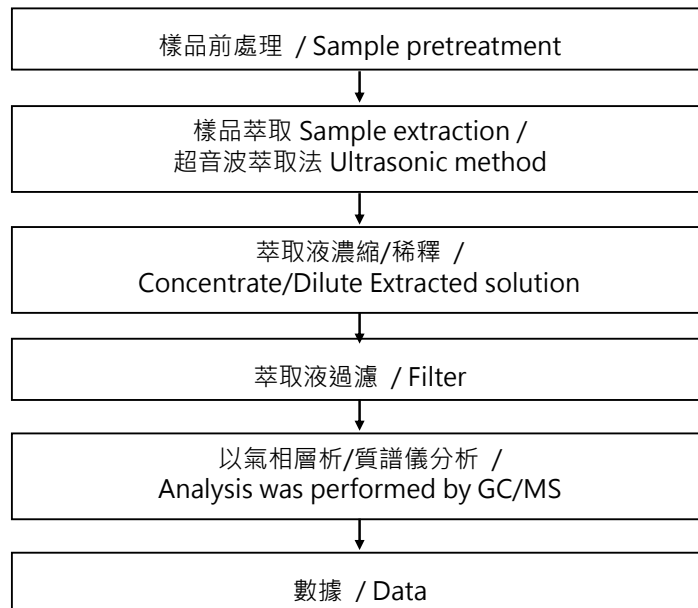 樣品前處理 / Sample pretreatment
樣品萃取 Sample extraction /
超音波萃取法 Ultrasonic method
萃取液濃縮/稀釋 /
Concentrate/Dilute Extracted solution
萃取液過濾 / Filter
以氣相層析/質譜儀分析 /
Analysis was performed by GC/MS
數據 / Data